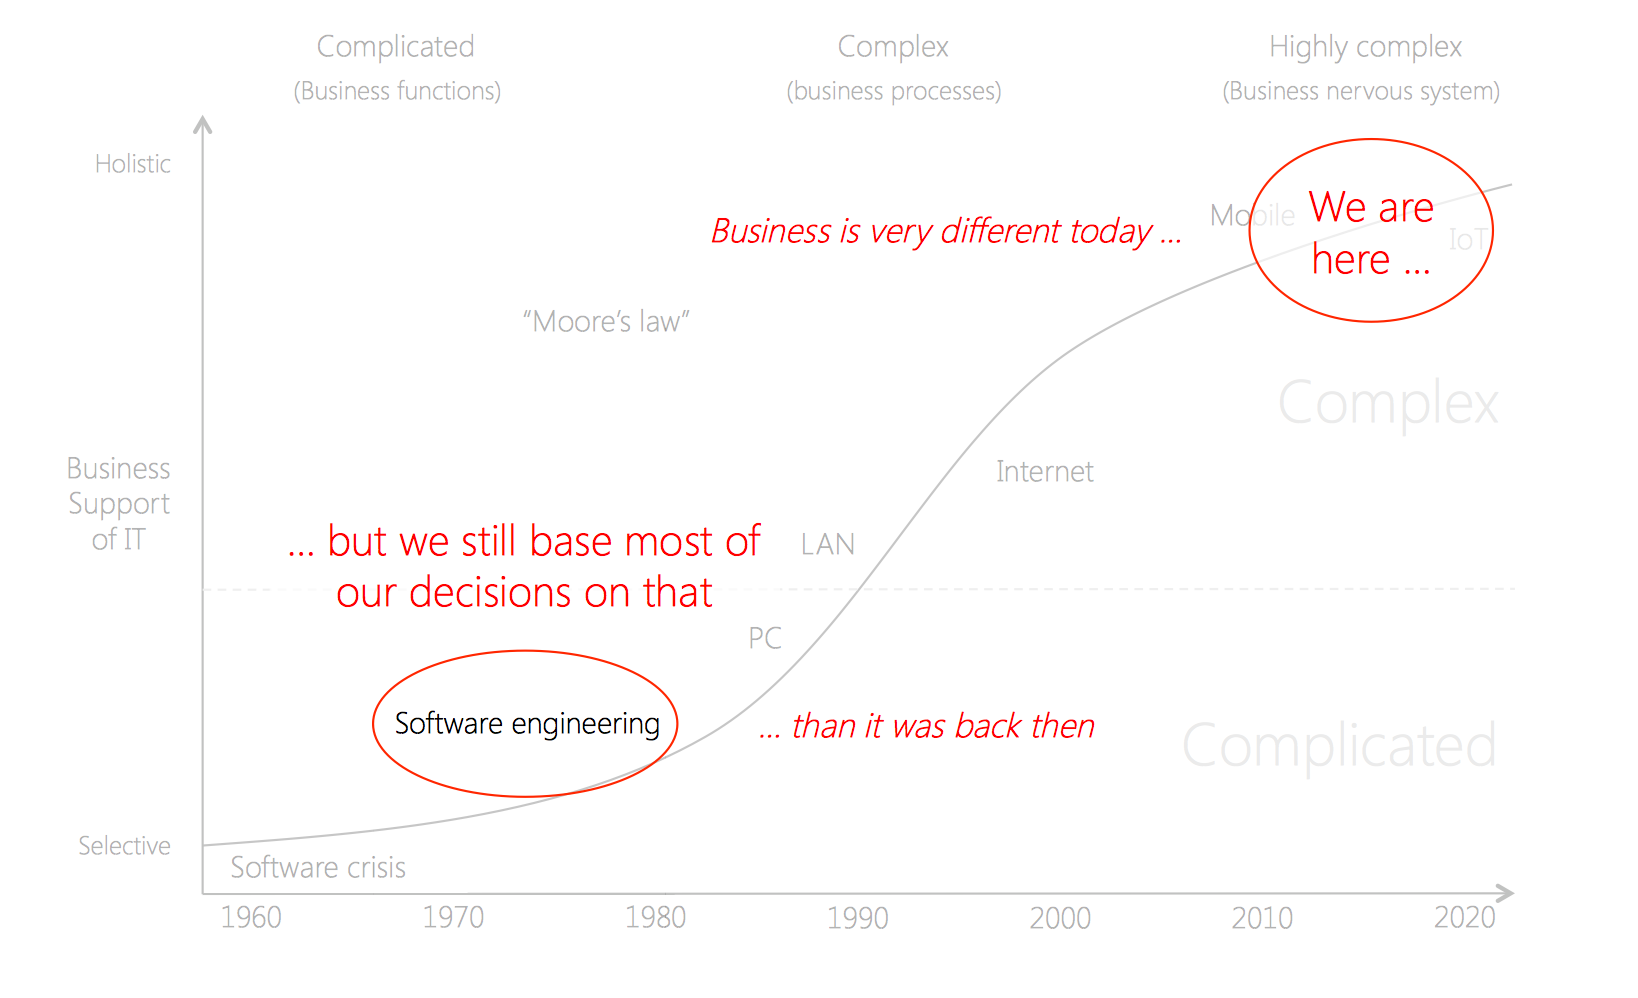 Complicated
(Business functions)
Complex
(business processes)
Highly complex
(Business nervous system)
Holistic
Business is very different today ...
Mobile
We are
here ...
IoT
“Moore’s law”
Complex
Business
Support
of IT
Internet
... but we still base most of
our decisions on that
LAN
PC
Software engineering
... than it was back then
Complicated
Selective
Software crisis
1960
1970
1980
1990
2000
2010
2020